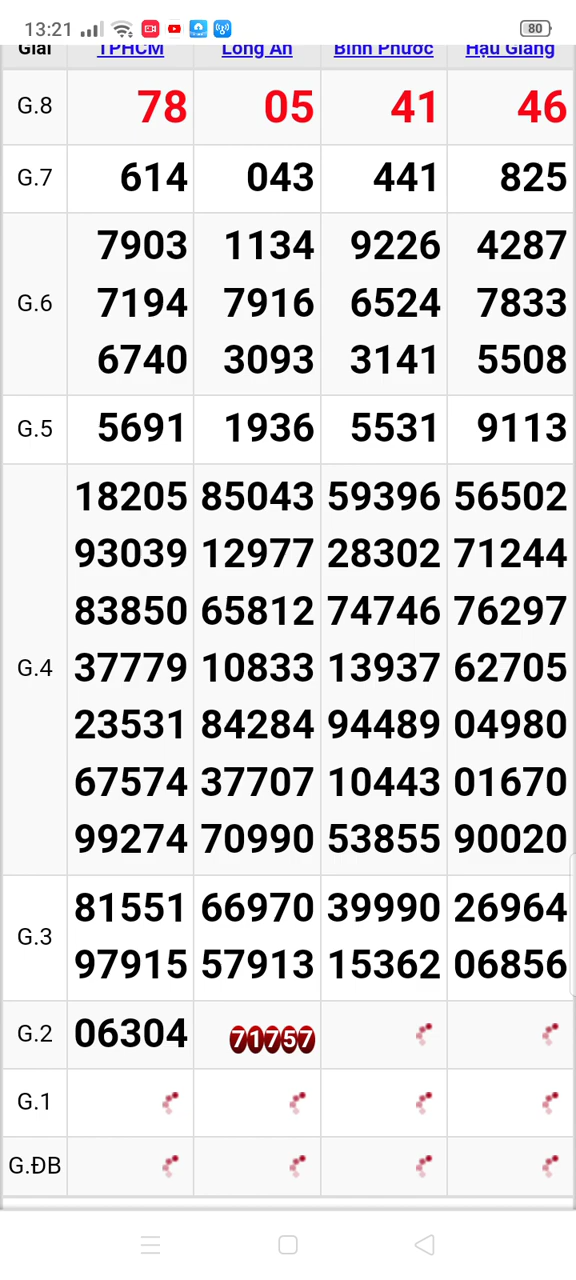 13:21 80
Giải TPHCM Long An Bình Phước Hậu Giang
G.8 78 05 41 46
G.7 614 043 441 825
7903 1134 9226 4287
G.6 7194 7916 6524 7833
6740 3093 3141 5508
G.5 5691 1936 5531 9113
18205 85043 59396 56502
93039 12977 28302 71244
83850 65812 74746 76297
G.4 37779 10833 13937 62705
23531 84284 94489 04980
67574 37707 10443 01670
99274 70990 53855 90020
81551 66970 39990 26964
G.3
97915 57913 15362 06856
G.2 06304 71757
G.1
G.ĐB